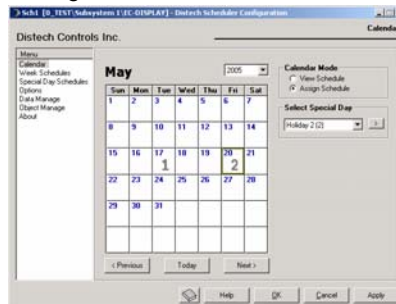 Sch1 [D_TEST\Subsystem 1\EC-DISPLAY] - Distech Scheduler Configuration
Distech Controls Inc.
Calenda
Menu
Calendar
Week Schedules
Special Day Schedules
Options
Data Manage
Object Manage
About
May
2005
Sun Mon Tue Wed Thu Fri Sat
1 2 3 4 5 6 7
8 9 10 11 12 13 14
15 16 17 18 19 20 21
1 2
22 23 24 25 26 27 28
29 30 31
< Previous Today Next >
Calendar Mode
View Schedule
Assign Schedule
Select Special Day
Holiday 2 (2) >
Help OK Cancel Apply